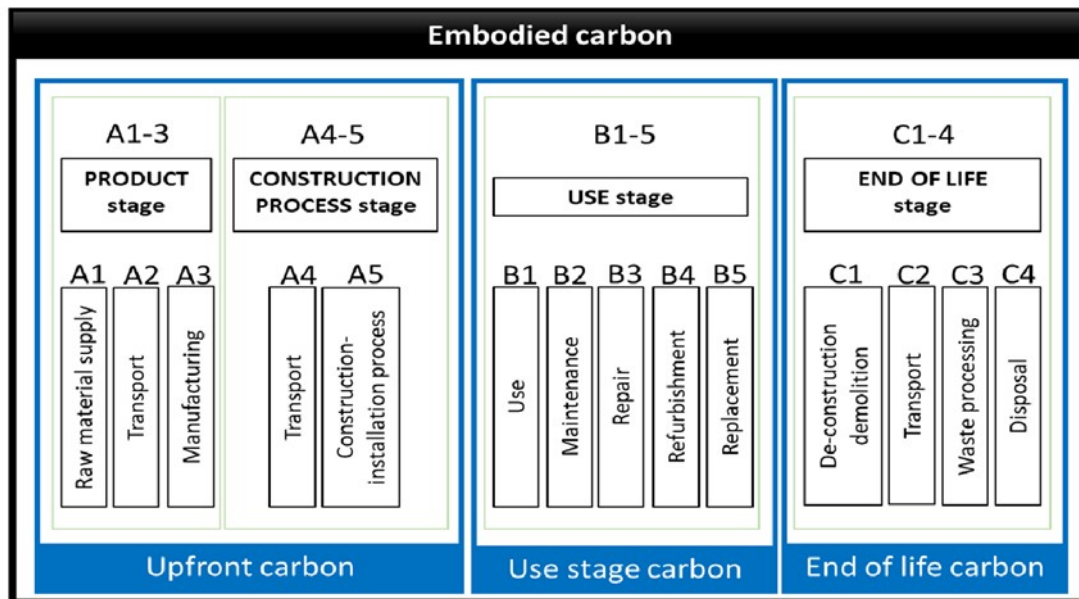 Embodied carbon
A1-3
PRODUCT
stage
A1
A2
A3
Raw material supply
Transport
Manufacturing
A4-5
CONSTRUCTION
PROCESS stage
A4
A5
Transport
Construction-
installation process
Upfront carbon
B1-5
USE stage
B1
B2
B3
B4
B5
Use
Maintenance
Repair
Refurbishment
Replacement
Use stage carbon
C1-4
END OF LIFE
stage
C1
C2
C3
C4
De-construction
demolition
Transport
Waste processing
Disposal
End of life carbon